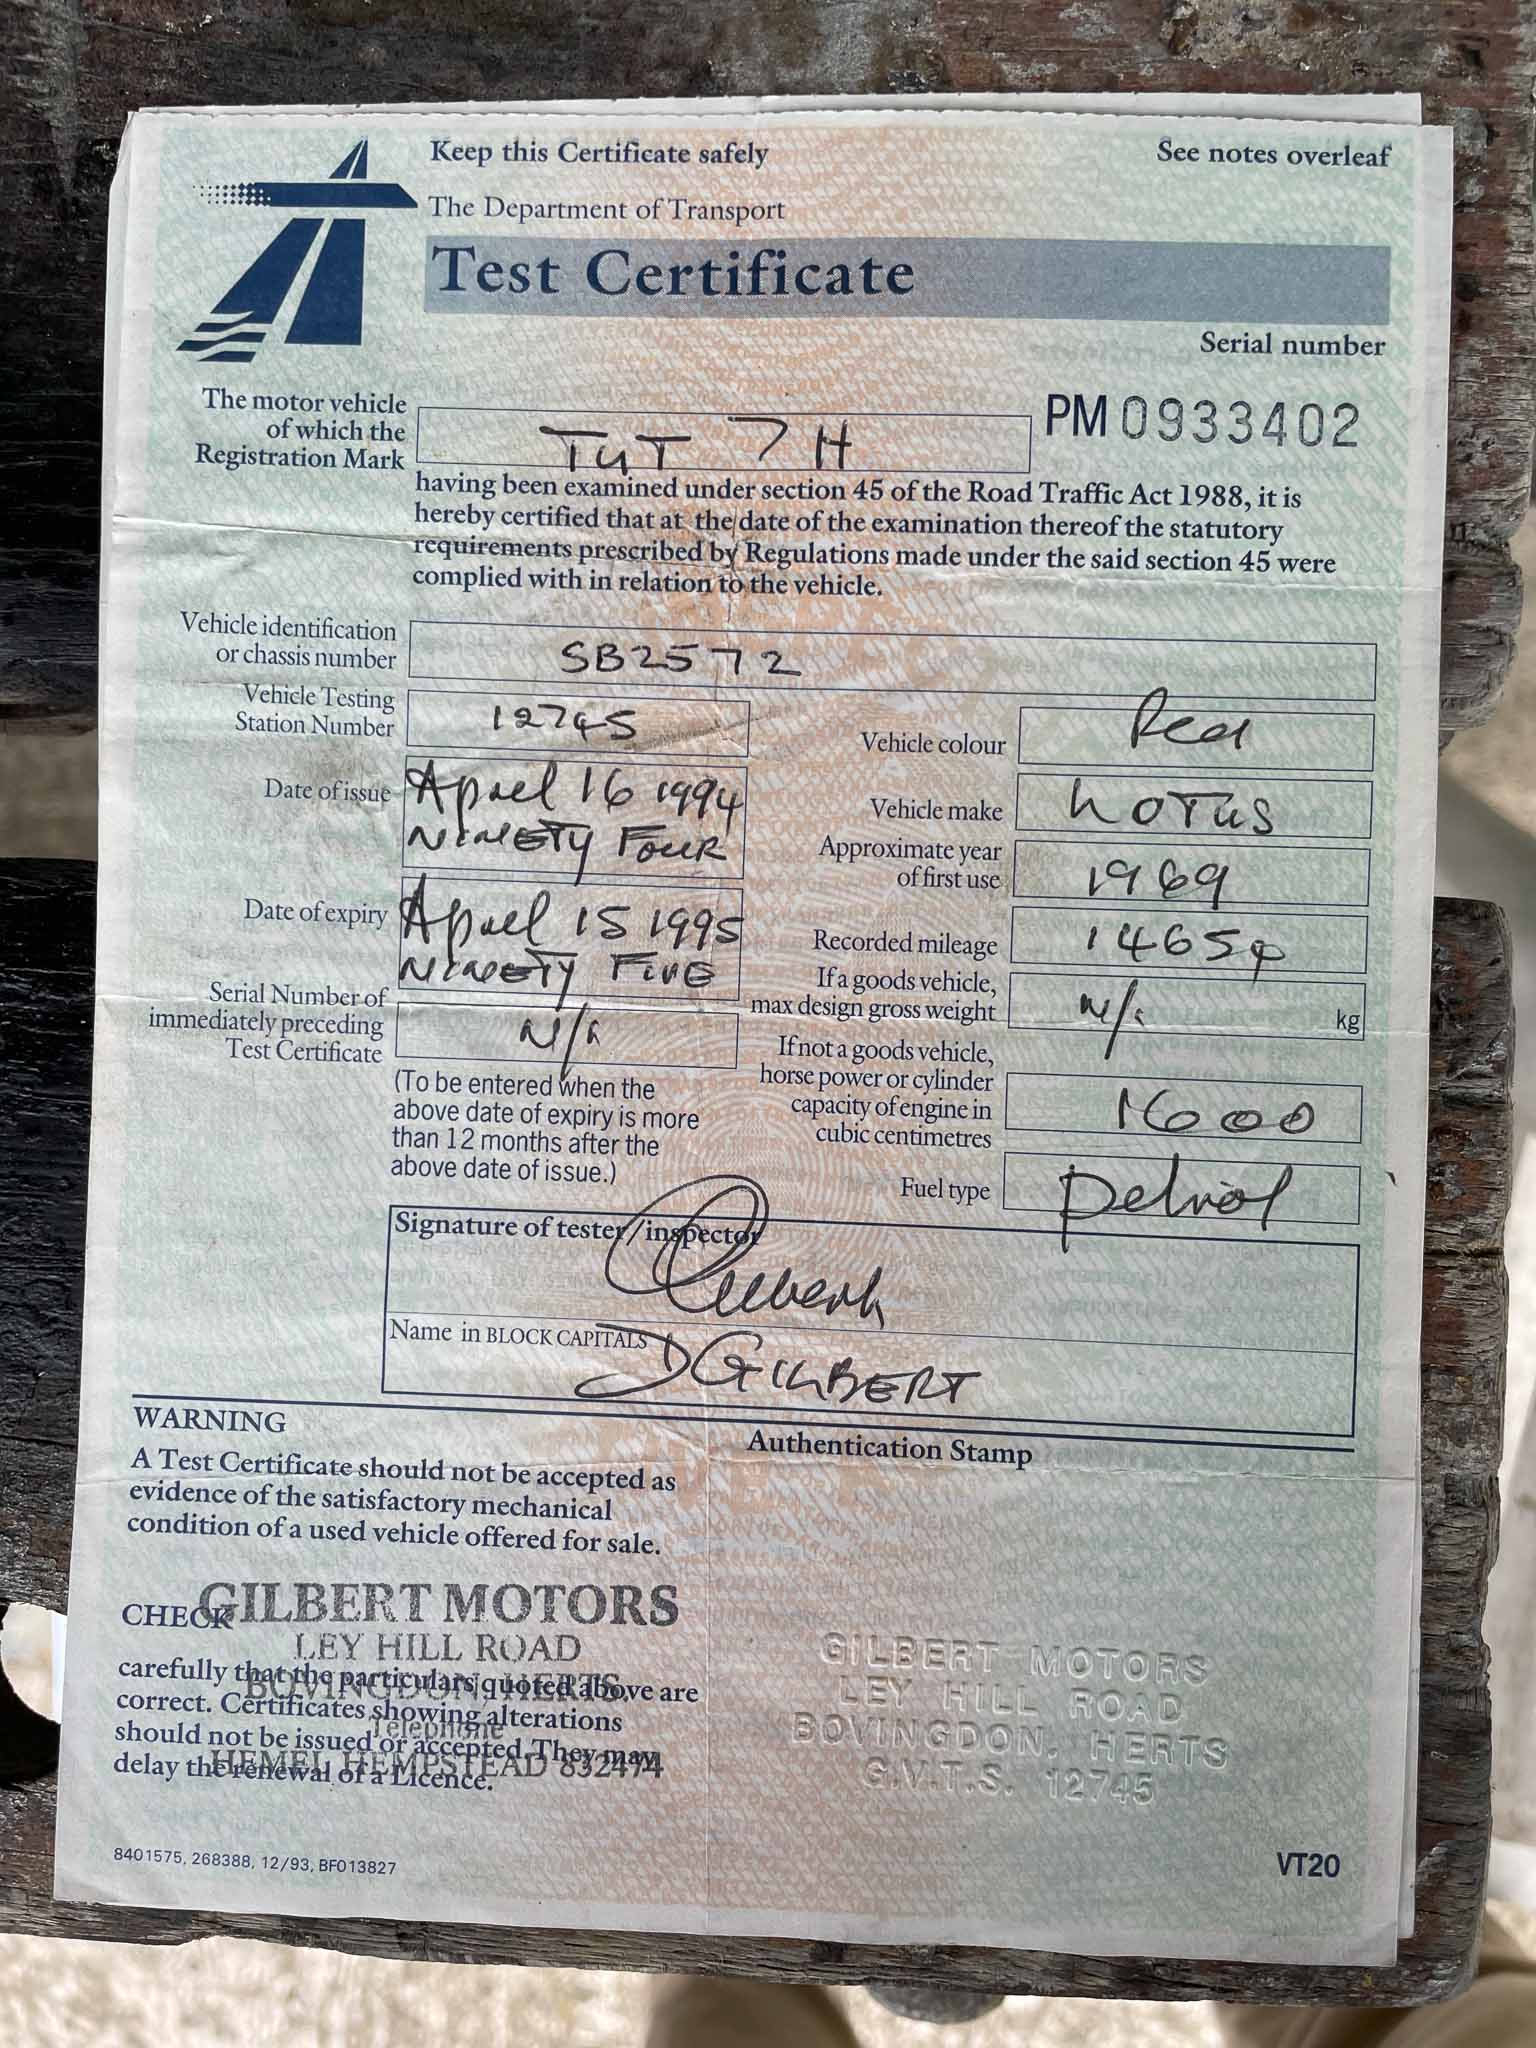 Keep this Certificate safely
See notes overleaf
The Department of Transport
Test Certificate
Serial number
PM 0933402
The motor vehicle
of which the
Registration Mark
TUT 7H
having been examined under section 45 of the Road Traffic Act 1988, it is
hereby certified that at the date of the examination thereof the statutory
requirements prescribed by Regulations made under the said section 45 were
complied with in relation to the vehicle.
Vehicle identification
or chassis number
SB2572
Vehicle Testing
Station Number
12745
Vehicle colour
Red
Date of issue
April 16 1994
NINETY FOUR
Vehicle make
LOTUS
Approximate year
of first use
1969
Date of expiry
April 15 1995
NINETY FIVE
Recorded mileage
If a goods vehicle,
max design gross weight
N/A
kg
Serial Number of
immediately preceding
Test Certificate
N/A
(To be entered when the
above date of expiry is more
than 12 months after the
above date of issue.)
If not a goods vehicle,
horse power or cylinder
capacity of engine in
cubic centimetres
1600
Fuel type
petrol
Signature of tester/inspector
Name in BLOCK CAPITALS
D GILBERT
WARNING
A Test Certificate should not be accepted as
evidence of the satisfactory mechanical
condition of a used vehicle offered for sale.
Authentication Stamp
CHECK
carefully that the particulars quoted above are
correct. Certificates showing alterations
should not be issued or accepted. They may
delay the renewal of a Licence.
GILBERT MOTORS
LEY HILL ROAD
BOVINGDON, HERTS.
Telephone
HEMEL HEMPSTEAD 832474
GILBERT MOTORS
LEY HILL ROAD
BOVINGDON, HERTS
G.V.T.S. 12745
8401575, 268388, 12/93, BF013827
VT20